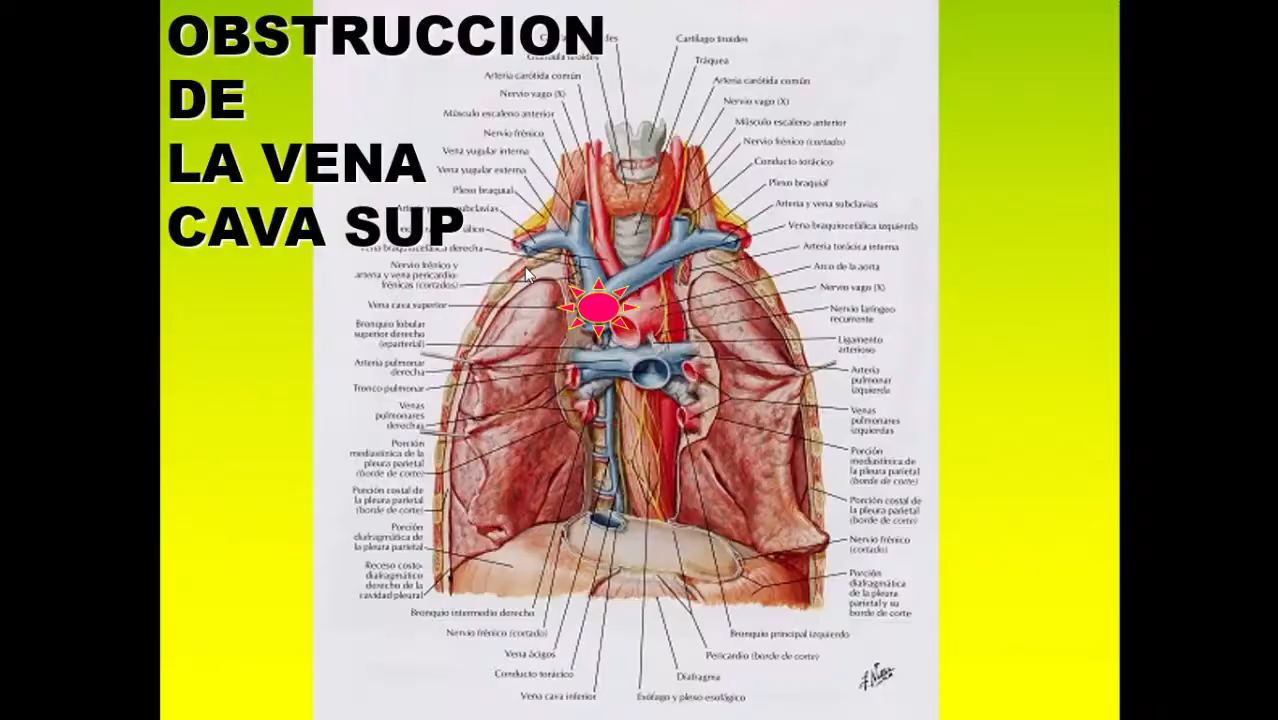 OBSTRUCCION
DE
LA VENA
CAVA SUP
Arteria carótida común
Nervio vago (X)
Músculo escaleno anterior
Nervio frénico
Vena yugular interna
Vena yugular externa
Plexo braquial
subclavias
derecha
Nervio frénico y
arteria y vena pericardio-
frénicas (cortados)
Vena cava superior
Bronquio lobular
superior derecho
(eparterial)
Arteria pulmonar
derecha
Tronco pulmonar
Venas
pulmonares
derechas
Porción
mediastínica de la
pleura parietal
(borde de corte)
Porción costal de
la pleura parietal
(borde de corte)
Porción
diafragmática de
la pleura parietal
Receso costo-
diafragmático
derecho de la
cavidad pleural
Bronquio intermedio derecho
Nervio frénico (cortado)
Vena ácigos
Conducto torácico
Vena cava inferior
Cartílago tiroides
Tráquea
Arteria carótida común
Nervio vago (X)
Músculo escaleno anterior
Nervio frénico (cortado)
Conducto torácico
Plexo braquial
Arteria y vena subclavias
Vena braquiocefálica izquierda
Arteria torácica interna
Arco de la aorta
Nervio vago (X)
Nervio laríngeo
recurrente
Ligamento
arterioso
Arteria
pulmonar
izquierda
Venas
pulmonares
izquierdas
Porción
mediastínica de
la pleura parietal
(borde de corte)
Porción costal de
la pleura parietal
(borde de corte)
Nervio frénico
(cortado)
Porción
diafragmática
de la pleura
parietal y su
borde de corte
Bronquio principal izquierdo
Pericardio (borde de corte)
Diafragma
Esófago y plexo esofágico